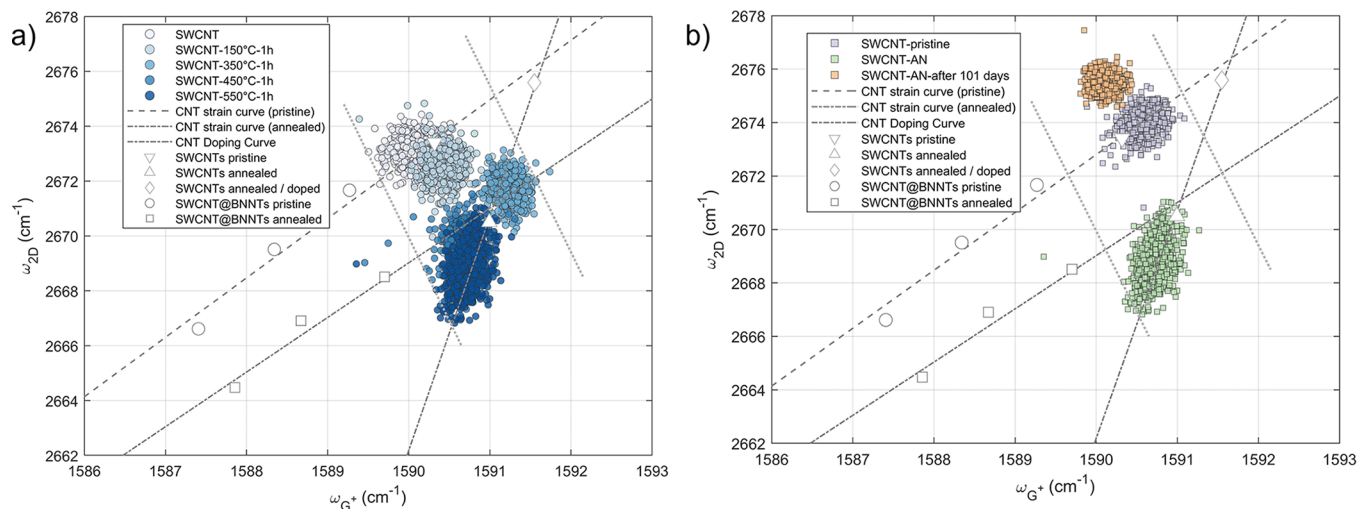 a)
2678
2676
2674
2672
2670
2668
2666
2664
2662
ω2D (cm-1)
SWCNT
SWCNT-150°C-1h
SWCNT-350°C-1h
SWCNT-450°C-1h
SWCNT-550°C-1h
CNT strain curve (pristine)
CNT strain curve (annealed)
CNT Doping Curve
SWCNTs pristine
SWCNTs annealed
SWCNTs annealed / doped
SWCNT@BNNTs pristine
SWCNT@BNNTs annealed
1586 1587 1588 1589 1590 1591 1592 1593
ωG+ (cm-1)
b)
2678
2676
2674
2672
2670
2668
2666
2664
2662
ω2D (cm-1)
SWCNT-pristine
SWCNT-AN
SWCNT-AN-after 101 days
CNT strain curve (pristine)
CNT strain curve (annealed)
CNT Doping Curve
SWCNTs pristine
SWCNTs annealed
SWCNTs annealed / doped
SWCNT@BNNTs pristine
SWCNT@BNNTs annealed
1586 1587 1588 1589 1590 1591 1592 1593
ωG+ (cm-1)